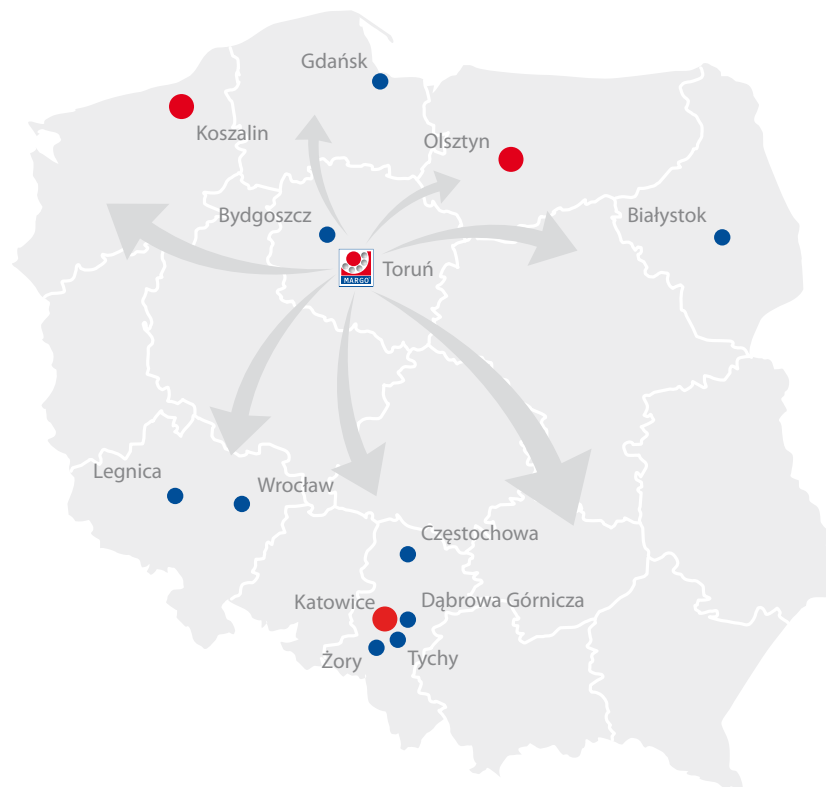 Gdańsk
Koszalin
Olsztyn
Bydgoszcz
Białystok
MARGO
Toruń
Legnica
Wrocław
Częstochowa
Katowice
Dąbrowa Górnicza
Żory
Tychy